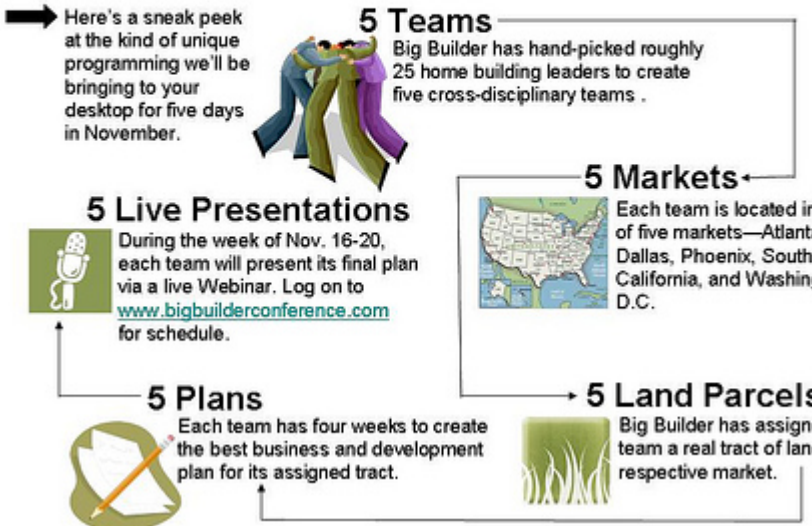 Here's a sneak peek
at the kind of unique
programming we'll be
bringing to your
desktop for five days
in November.
5 Teams
Big Builder has hand-picked roughly
25 home building leaders to create
five cross-disciplinary teams .
5 Markets
Each team is located in
of five markets—Atlant
Dallas, Phoenix, South
California, and Washing
D.C.
5 Land Parcels
Big Builder has assign
team a real tract of lan
respective market.
5 Plans
Each team has four weeks to create
the best business and development
plan for its assigned tract.
5 Live Presentations
During the week of Nov. 16-20,
each team will present its final plan
via a live Webinar. Log on to
www.bigbuilderconference.com
for schedule.